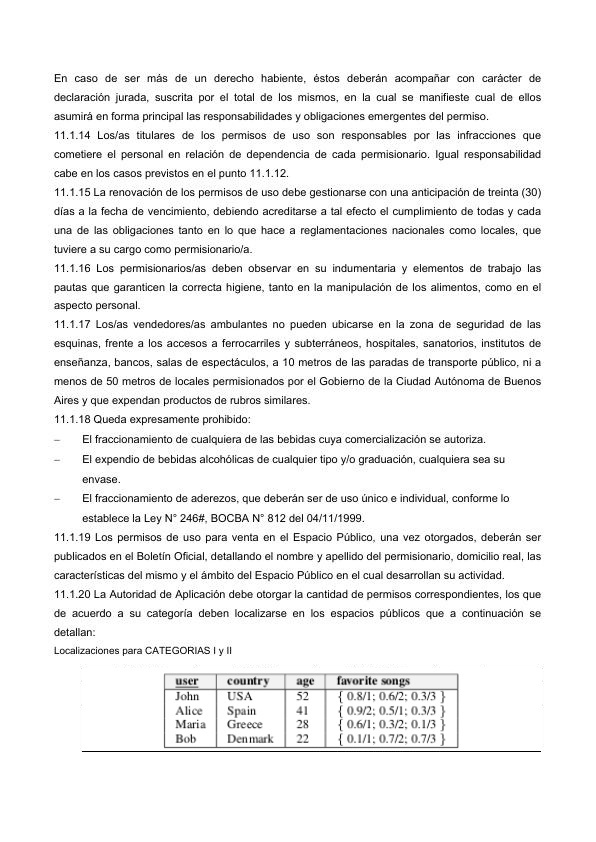 En caso de ser más de un derecho habiente, éstos deberán acompañar con carácter de
declaración jurada, suscrita por el total de los mismos, en la cual se manifieste cual de ellos
asumirá en forma principal las responsabilidades y obligaciones emergentes del permiso.
11.1.14 Los/as titulares de los permisos de uso son responsables por las infracciones que
cometiere el personal en relación de dependencia de cada permisionario. Igual responsabilidad
cabe en los casos previstos en el punto 11.1.12.
11.1.15 La renovación de los permisos de uso debe gestionarse con una anticipación de treinta (30)
días a la fecha de vencimiento, debiendo acreditarse a tal efecto el cumplimiento de todas y cada
una de las obligaciones tanto en lo que hace a reglamentaciones nacionales como locales, que
tuviere a su cargo como permisionario/a.
11.1.16 Los permisionarios/as deben observar en su indumentaria y elementos de trabajo las
pautas que garanticen la correcta higiene, tanto en la manipulación de los alimentos, como en el
aspecto personal.
11.1.17 Los/as vendedores/as ambulantes no pueden ubicarse en la zona de seguridad de las
esquinas, frente a los accesos a ferrocarriles y subterráneos, hospitales, sanatorios, institutos de
enseñanza, bancos, salas de espectáculos, a 10 metros de las paradas de transporte público, ni a
menos de 50 metros de locales permisionados por el Gobierno de la Ciudad Autónoma de Buenos
Aires y que expendan productos de rubros similares.
11.1.18 Queda expresamente prohibido:
– El fraccionamiento de cualquiera de las bebidas cuya comercialización se autoriza.
– El expendio de bebidas alcohólicas de cualquier tipo y/o graduación, cualquiera sea su
envase.
– El fraccionamiento de aderezos, que deberán ser de uso único e individual, conforme lo
establece la Ley N° 246#, BOCBA N° 812 del 04/11/1999.
11.1.19 Los permisos de uso para venta en el Espacio Público, una vez otorgados, deberán ser
publicados en el Boletín Oficial, detallando el nombre y apellido del permisionario, domicilio real, las
características del mismo y el ámbito del Espacio Público en el cual desarrollan su actividad.
11.1.20 La Autoridad de Aplicación debe otorgar la cantidad de permisos correspondientes, los que
de acuerdo a su categoría deben localizarse en los espacios públicos que a continuación se
detallan:
Localizaciones para CATEGORIAS I y II
user country age favorite songs
John USA 52 { 0.8/1; 0.6/2; 0.3/3 }
Alice Spain 41 { 0.9/2; 0.5/1; 0.3/3 }
Maria Greece 28 { 0.6/1; 0.3/2; 0.1/3 }
Bob Denmark 22 { 0.1/1; 0.7/2; 0.7/3 }